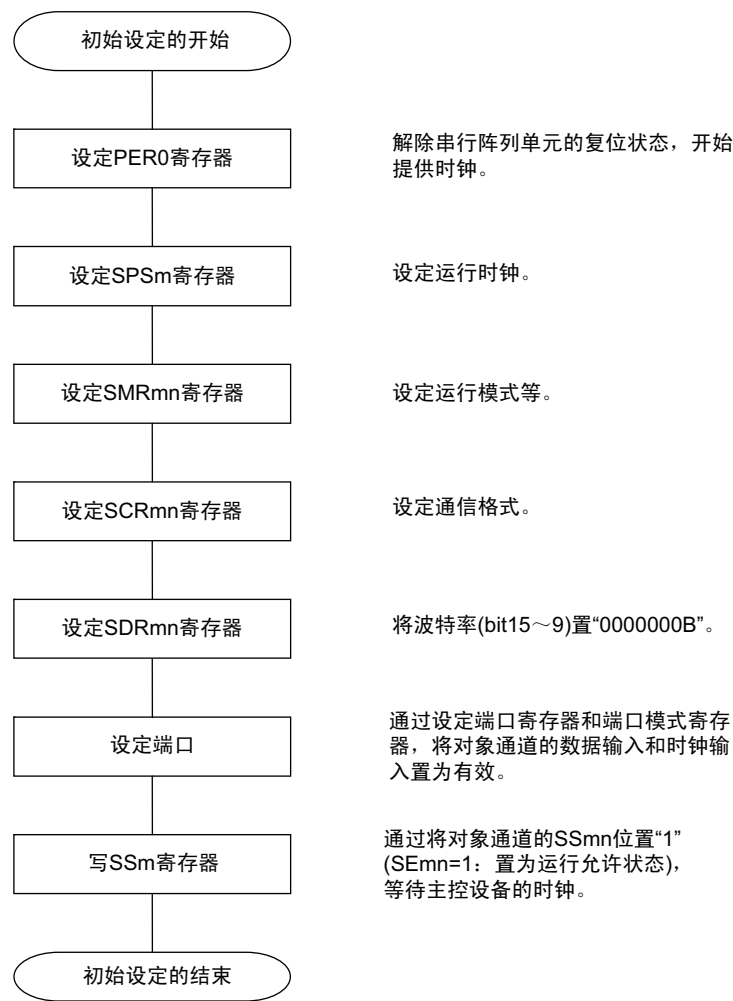 初始设定的开始
设定PER0寄存器
解除串行阵列单元的复位状态，开始
提供时钟。
设定SPSm寄存器
设定运行时钟。
设定SMRmn寄存器
设定运行模式等。
设定SCRmn寄存器
设定通信格式。
设定SDRmn寄存器
将波特率(bit15～9)置“0000000B”。
设定端口
通过设定端口寄存器和端口模式寄存
器，将对象通道的数据输入和时钟输
入置为有效。
写SSm寄存器
通过将对象通道的SSmn位置“1”
(SEmn=1：置为运行允许状态)，
等待主控设备的时钟。
初始设定的结束